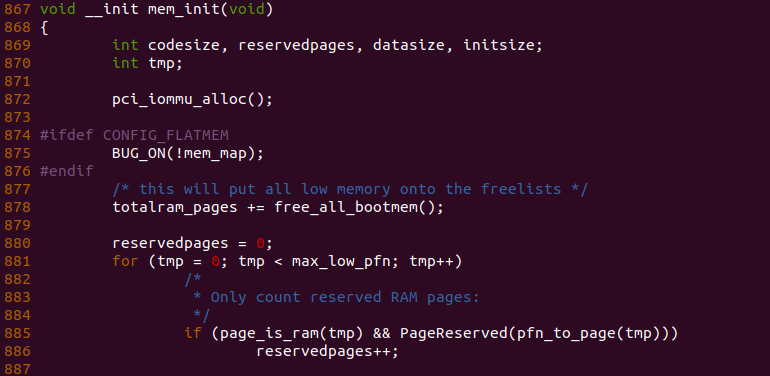 867 void __init mem_init(void)
868 {
869         int codesize, reservedpages, datasize, initsize;
870         int tmp;
871
872         pci_iommu_alloc();
873
874 #ifdef CONFIG_FLATMEM
875         BUG_ON(!mem_map);
876 #endif
877         /* this will put all low memory onto the freelists */
878         totalram_pages += free_all_bootmem();
879
880         reservedpages = 0;
881         for (tmp = 0; tmp < max_low_pfn; tmp++)
882                 /*
883                  * Only count reserved RAM pages:
884                  */
885                 if (page_is_ram(tmp) && PageReserved(pfn_to_page(tmp)))
886                         reservedpages++;
887